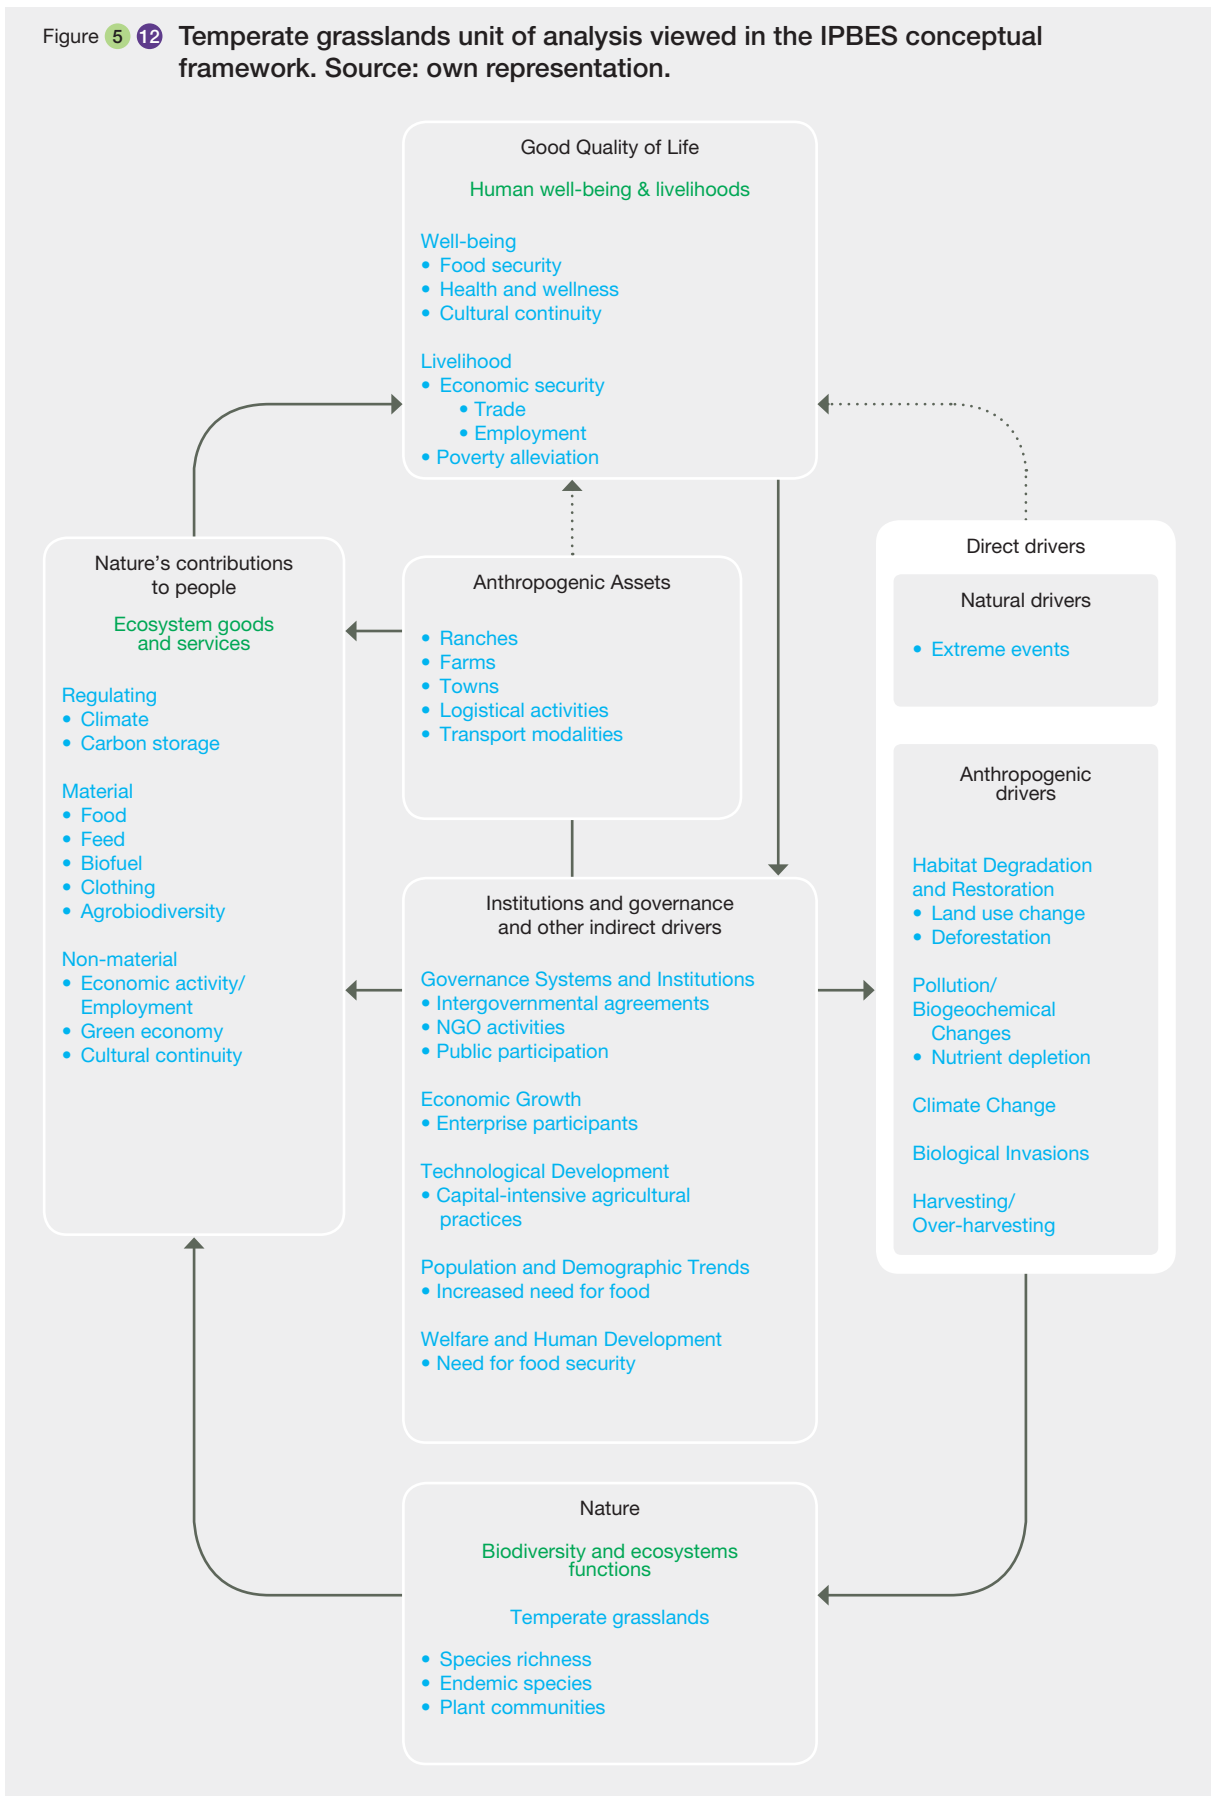 Figure 5 12 Temperate grasslands unit of analysis viewed in the IPBES conceptual
framework. Source: own representation.
Good Quality of Life
Human well-being & livelihoods
Well-being
• Food security
• Health and wellness
• Cultural continuity
Livelihood
• Economic security
• Trade
• Employment
• Poverty alleviation
Nature's contributions
to people
Ecosystem goods
and services
Regulating
• Climate
• Carbon storage
Material
• Food
• Feed
• Biofuel
• Clothing
• Agrobiodiversity
Non-material
• Economic activity/
Employment
• Green economy
• Cultural continuity
Anthropogenic Assets
• Ranches
• Farms
• Towns
• Logistical activities
• Transport modalities
Institutions and governance
and other indirect drivers
Governance Systems and Institutions
• Intergovernmental agreements
• NGO activities
• Public participation
Economic Growth
• Enterprise participants
Technological Development
• Capital-intensive agricultural
practices
Population and Demographic Trends
• Increased need for food
Welfare and Human Development
• Need for food security
Direct drivers
Natural drivers
• Extreme events
Anthropogenic
drivers
Habitat Degradation
and Restoration
• Land use change
• Deforestation
Pollution/
Biogeochemical
Changes
• Nutrient depletion
Climate Change
Biological Invasions
Harvesting/
Over-harvesting
Nature
Biodiversity and ecosystems
functions
Temperate grasslands
• Species richness
• Endemic species
• Plant communities